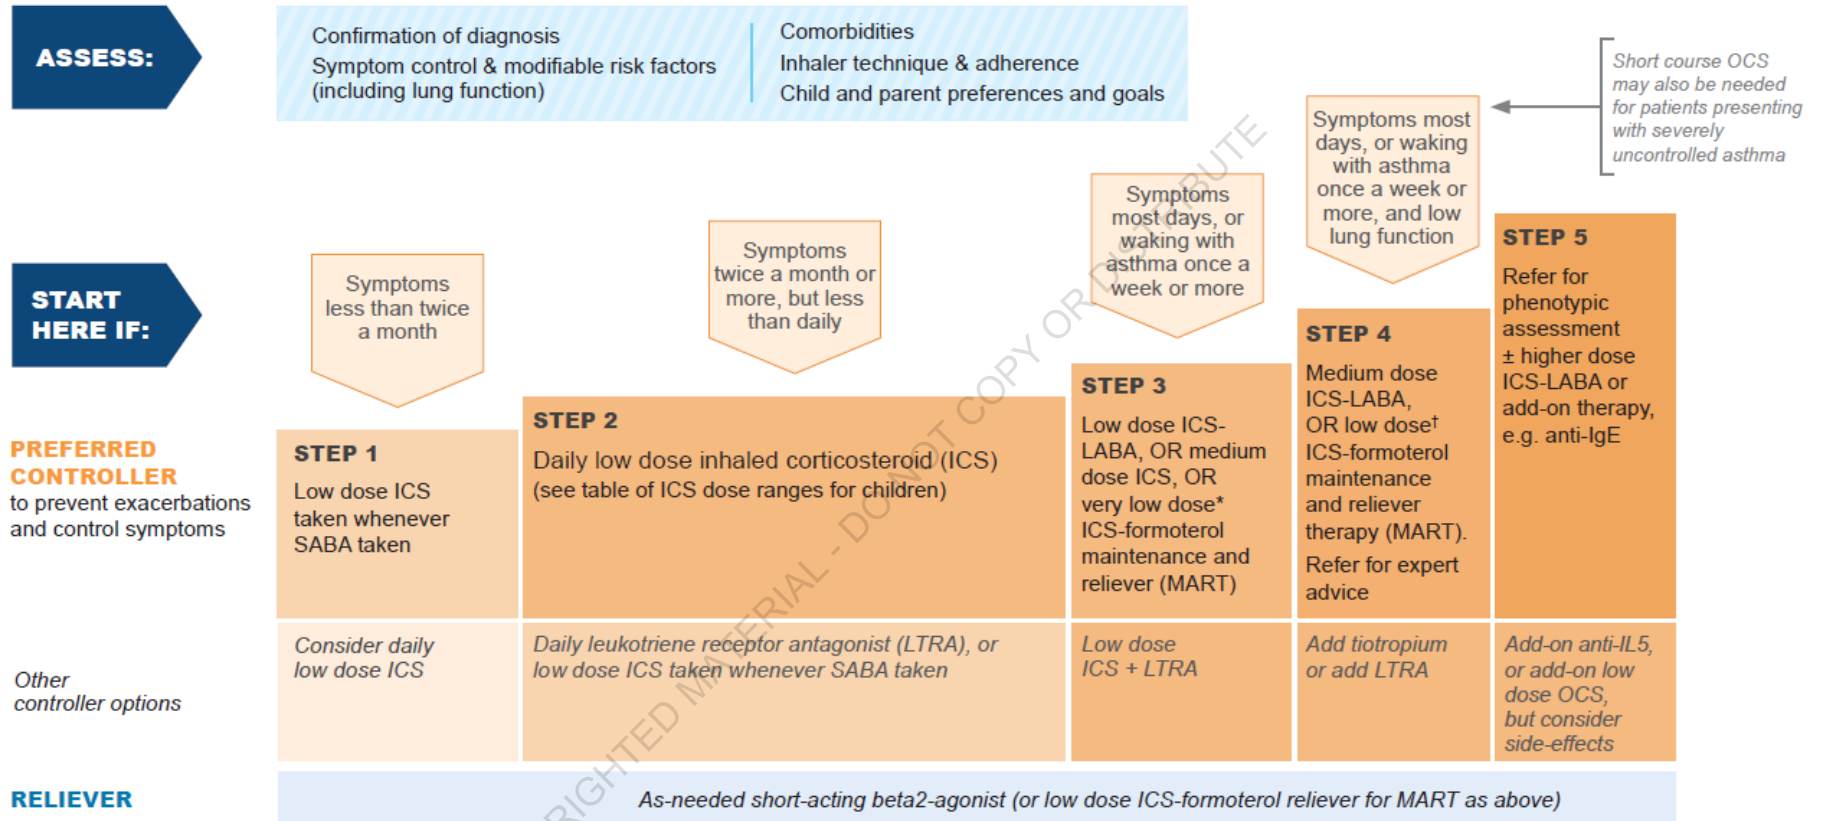 ASSESS:
Confirmation of diagnosis
Symptom control & modifiable risk factors
(including lung function)
Comorbidities
Inhaler technique & adherence
Child and parent preferences and goals
Short course OCS
may also be needed
for patients presenting
with severely
uncontrolled asthma
START
HERE IF:
Symptoms
less than twice
a month
Symptoms
twice a month or
more, but less
than daily
Symptoms
most days, or
waking with
asthma once a
week or more
Symptoms most
days, or waking
with asthma
once a week or
more, and low
lung function
PREFERRED
CONTROLLER
to prevent exacerbations
and control symptoms
STEP 1
Low dose ICS
taken whenever
SABA taken
STEP 2
Daily low dose inhaled corticosteroid (ICS)
(see table of ICS dose ranges for children)
STEP 3
Low dose ICS-
LABA, OR medium
dose ICS, OR
very low dose*
ICS-formoterol
maintenance and
reliever (MART)
STEP 4
Medium dose
ICS-LABA,
OR low dose†
ICS-formoterol
maintenance
and reliever
therapy (MART).
Refer for expert
advice
STEP 5
Refer for
phenotypic
assessment
± higher dose
ICS-LABA or
add-on therapy,
e.g. anti-IgE
Other
controller options
Consider daily
low dose ICS
Daily leukotriene receptor antagonist (LTRA), or
low dose ICS taken whenever SABA taken
Low dose
ICS + LTRA
Add tiotropium
or add LTRA
Add-on anti-IL5,
or add-on low
dose OCS,
but consider
side-effects
RELIEVER
As-needed short-acting beta2-agonist (or low dose ICS-formoterol reliever for MART as above)
RIGHTED MATERIAL - DO NOT COPY OR DISTRIBUTE